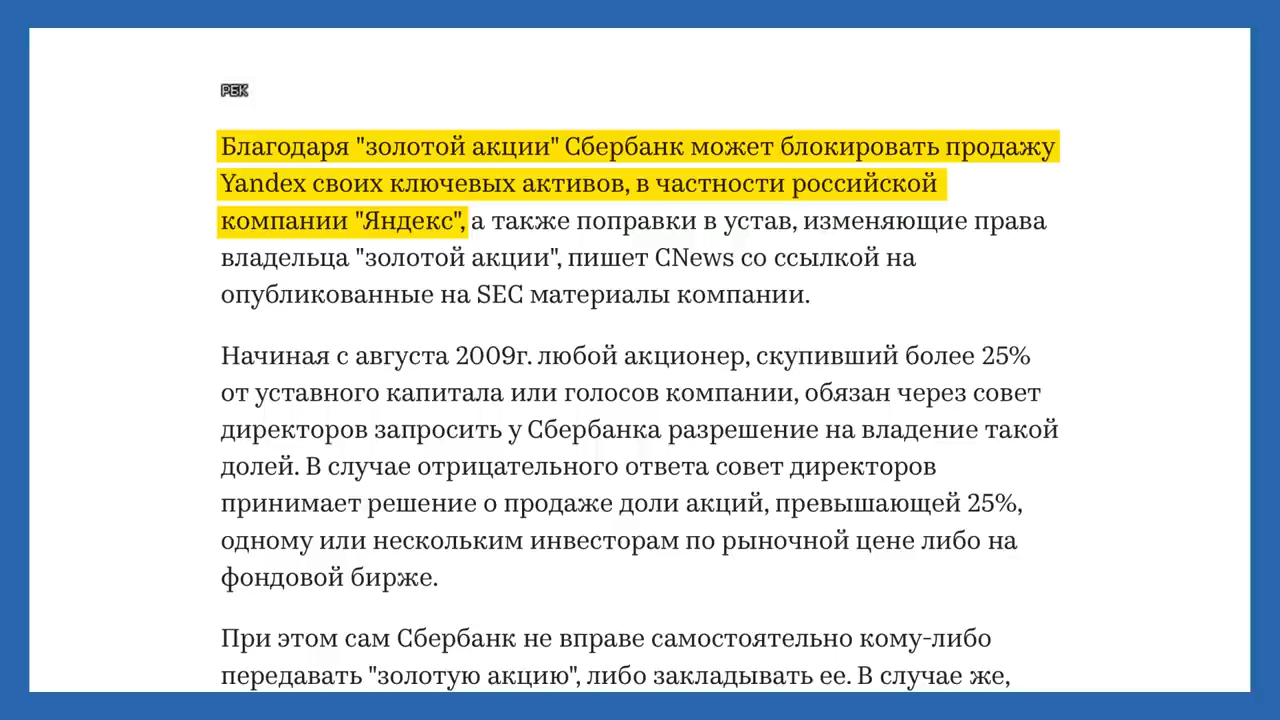 РБК
Благодаря "золотой акции" Сбербанк может блокировать продажу
Yandex своих ключевых активов, в частности российской
компании "Яндекс", а также поправки в устав, изменяющие права
владельца "золотой акции", пишет CNews со ссылкой на
опубликованные на SEC материалы компании.
Начиная с августа 2009г. любой акционер, скупивший более 25%
от уставного капитала или голосов компании, обязан через совет
директоров запросить у Сбербанка разрешение на владение такой
долей. В случае отрицательного ответа совет директоров
принимает решение о продаже доли акций, превышающей 25%,
одному или нескольким инвесторам по рыночной цене либо на
фондовой бирже.
При этом сам Сбербанк не вправе самостоятельно кому-либо
передавать "золотую акцию", либо закладывать ее. В случае же,